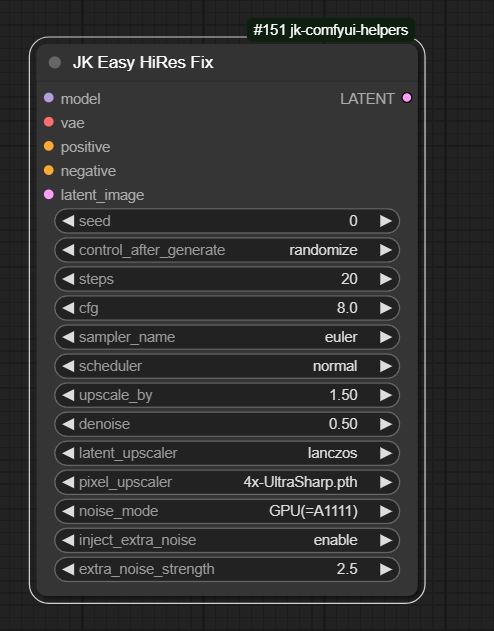 #151 jk-comfyui-helpers
JK Easy HiRes Fix
model LATENT
vae
positive
negative
latent_image
seed 0
control_after_generate randomize
steps 20
cfg 8.0
sampler_name euler
scheduler normal
upscale_by 1.50
denoise 0.50
latent_upscaler lanczos
pixel_upscaler 4x-UltraSharp.pth
noise_mode GPU(=A1111)
inject_extra_noise enable
extra_noise_strength 2.5